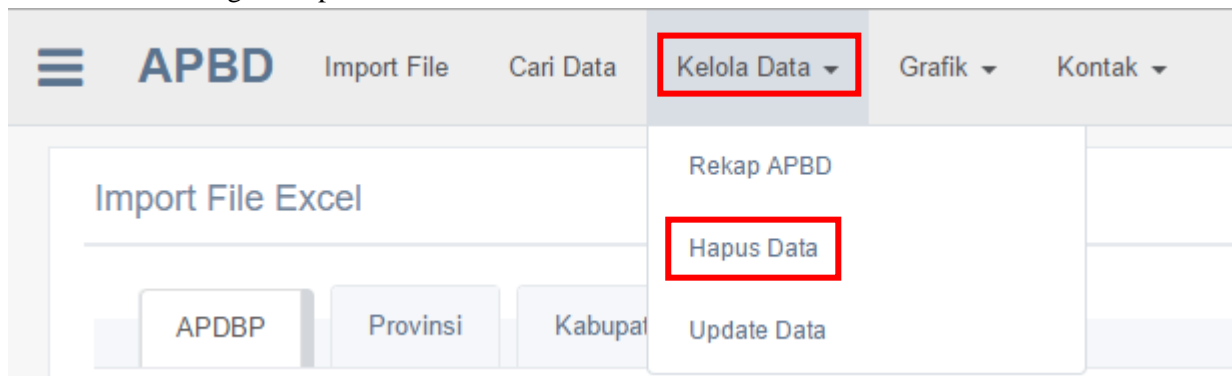 APBD Import File Cari Data Kelola Data Grafik Kontak
Rekap APBD
Import File Excel
Hapus Data
APDBP Provinsi Kabupat
Update Data